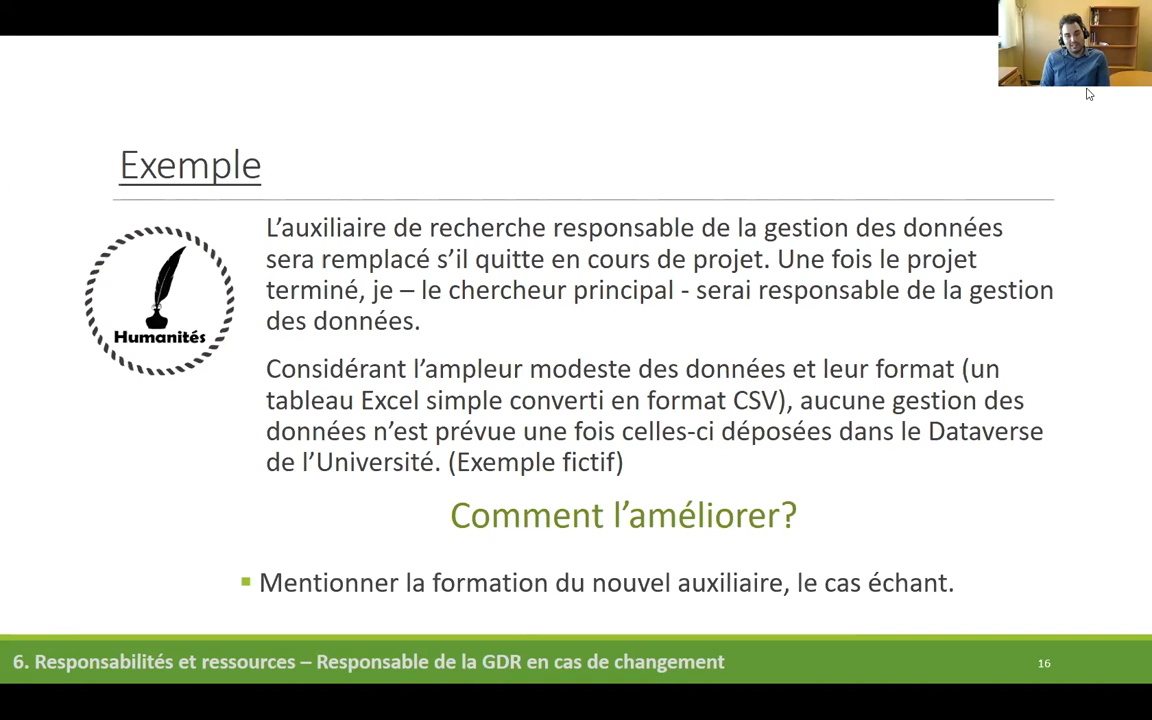 Exemple
L’auxiliaire de recherche responsable de la gestion des données
sera remplacé s’il quitte en cours de projet. Une fois le projet
terminé, je – le chercheur principal - serai responsable de la gestion
des données.
Humanités
Considérant l’ampleur modeste des données et leur format (un
tableau Excel simple converti en format CSV), aucune gestion des
données n’est prévue une fois celles-ci déposées dans le Dataverse
de l’Université. (Exemple fictif)
Comment l’améliorer?
▪ Mentionner la formation du nouvel auxiliaire, le cas échant.
6. Responsabilités et ressources – Responsable de la GDR en cas de changement
16